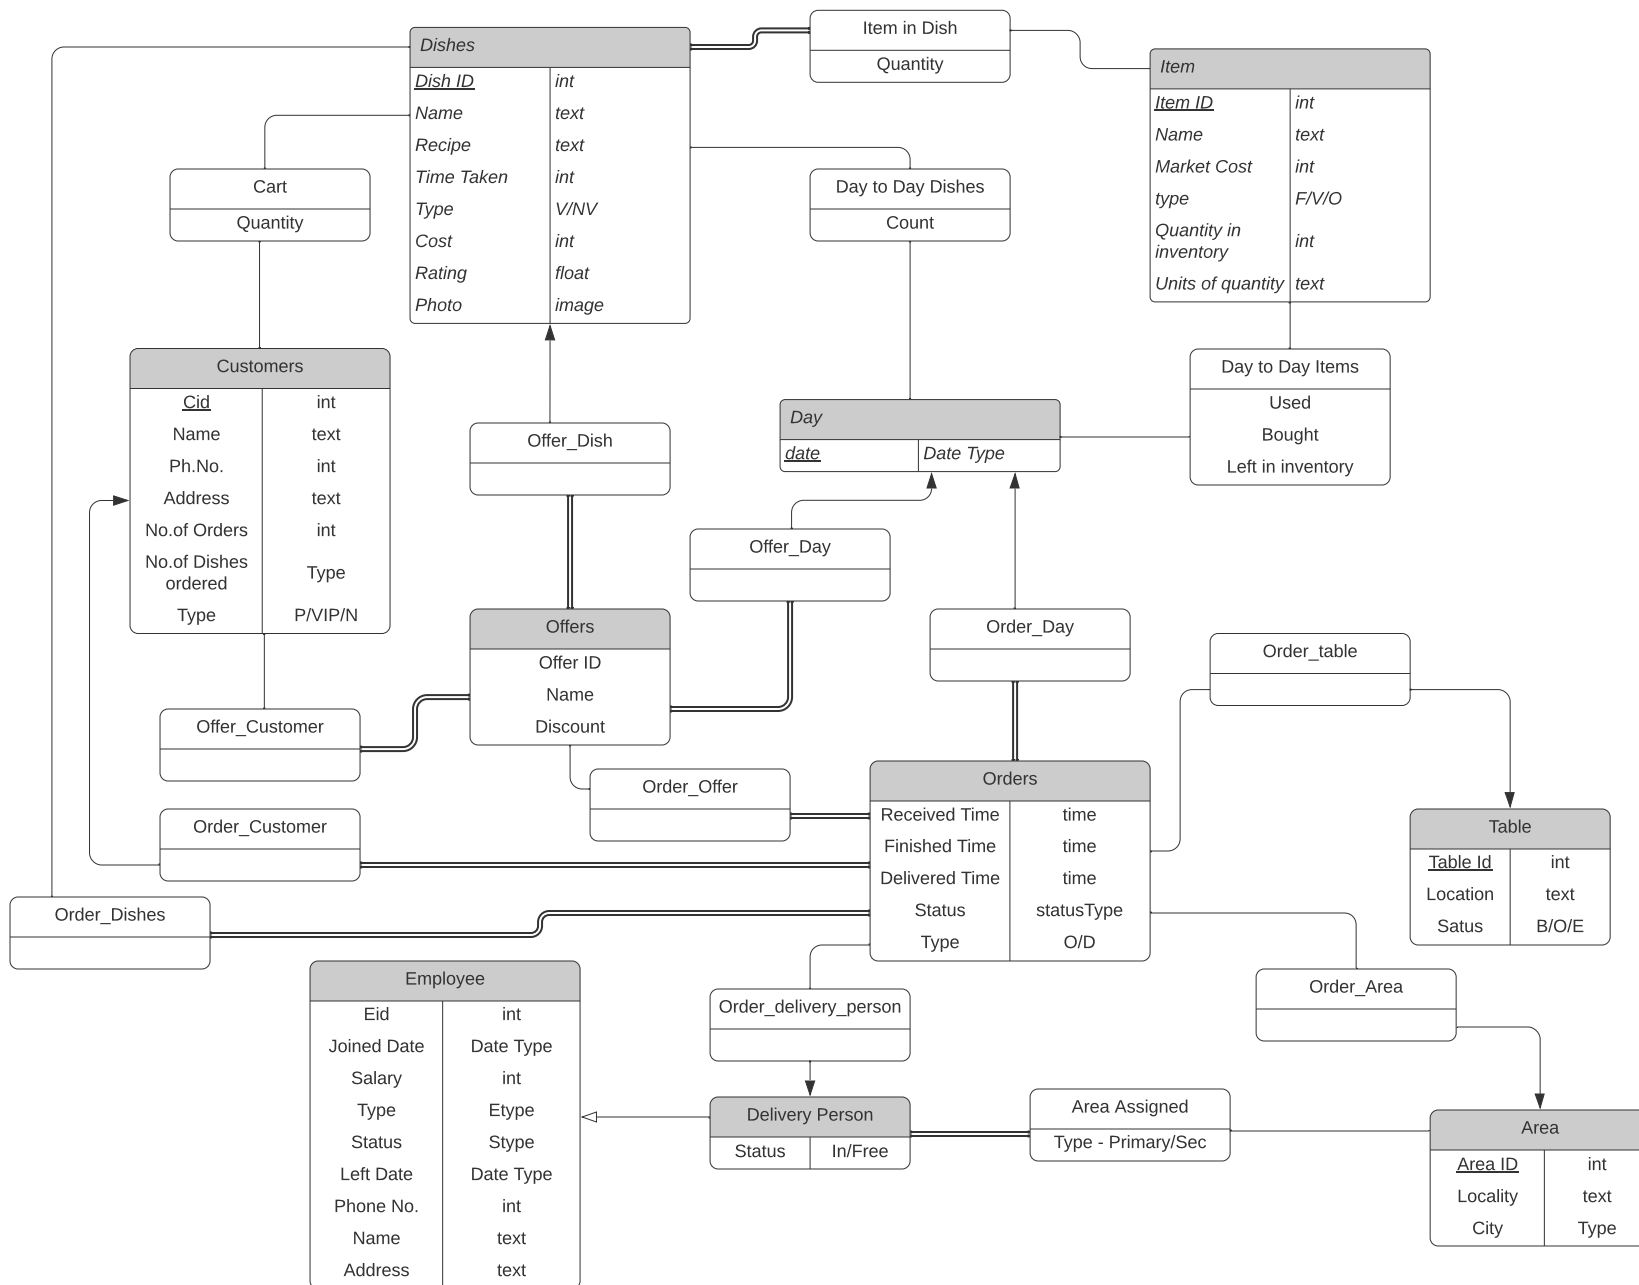 Item in Dish
Quantity
Dishes
Dish ID int
Name text
Recipe text
Time Taken int
Type V/NV
Cost int
Rating float
Photo image
Item
Item ID int
Name text
Market Cost int
type F/V/O
Quantity in
inventory int
Units of quantity text
Cart
Quantity
Day to Day Dishes
Count
Customers
Cid int
Name text
Ph.No. int
Address text
No.of Orders int
No.of Dishes
ordered Type
Type P/VIP/N
Day to Day Items
Used
Bought
Left in inventory
Day
date Date Type
Offer_Dish
Offer_Day
Offers
Offer ID
Name
Discount
Order_Day
Order_table
Offer_Customer
Order_Offer
Order_Customer
Orders
Received Time time
Finished Time time
Delivered Time time
Status statusType
Type O/D
Table
Table Id int
Location text
Satus B/O/E
Order_Dishes
Employee
Eid int
Joined Date Date Type
Salary int
Type Etype
Status Stype
Left Date Date Type
Phone No. int
Name text
Address text
Order_delivery_person
Order_Area
Delivery Person
Status In/Free
Area Assigned
Type - Primary/Sec
Area
Area ID int
Locality text
City Type